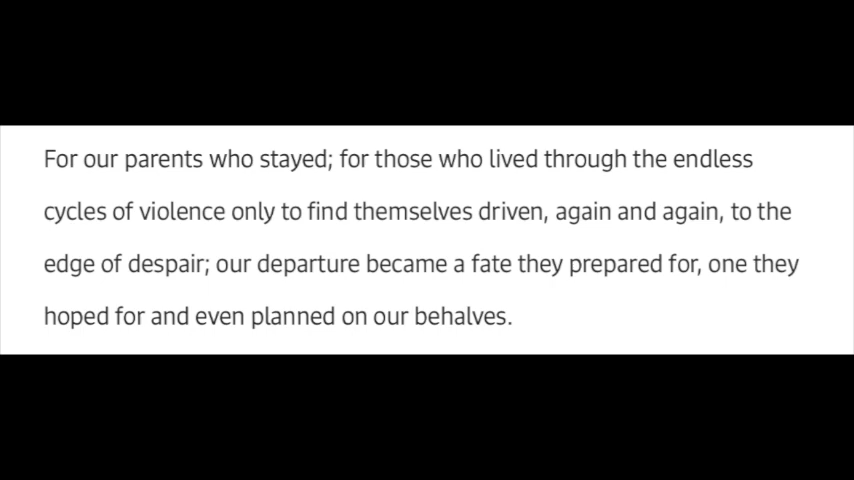 For our parents who stayed; for those who lived through the endless
cycles of violence only to find themselves driven, again and again, to the
edge of despair; our departure became a fate they prepared for, one they
hoped for and even planned on our behalves.